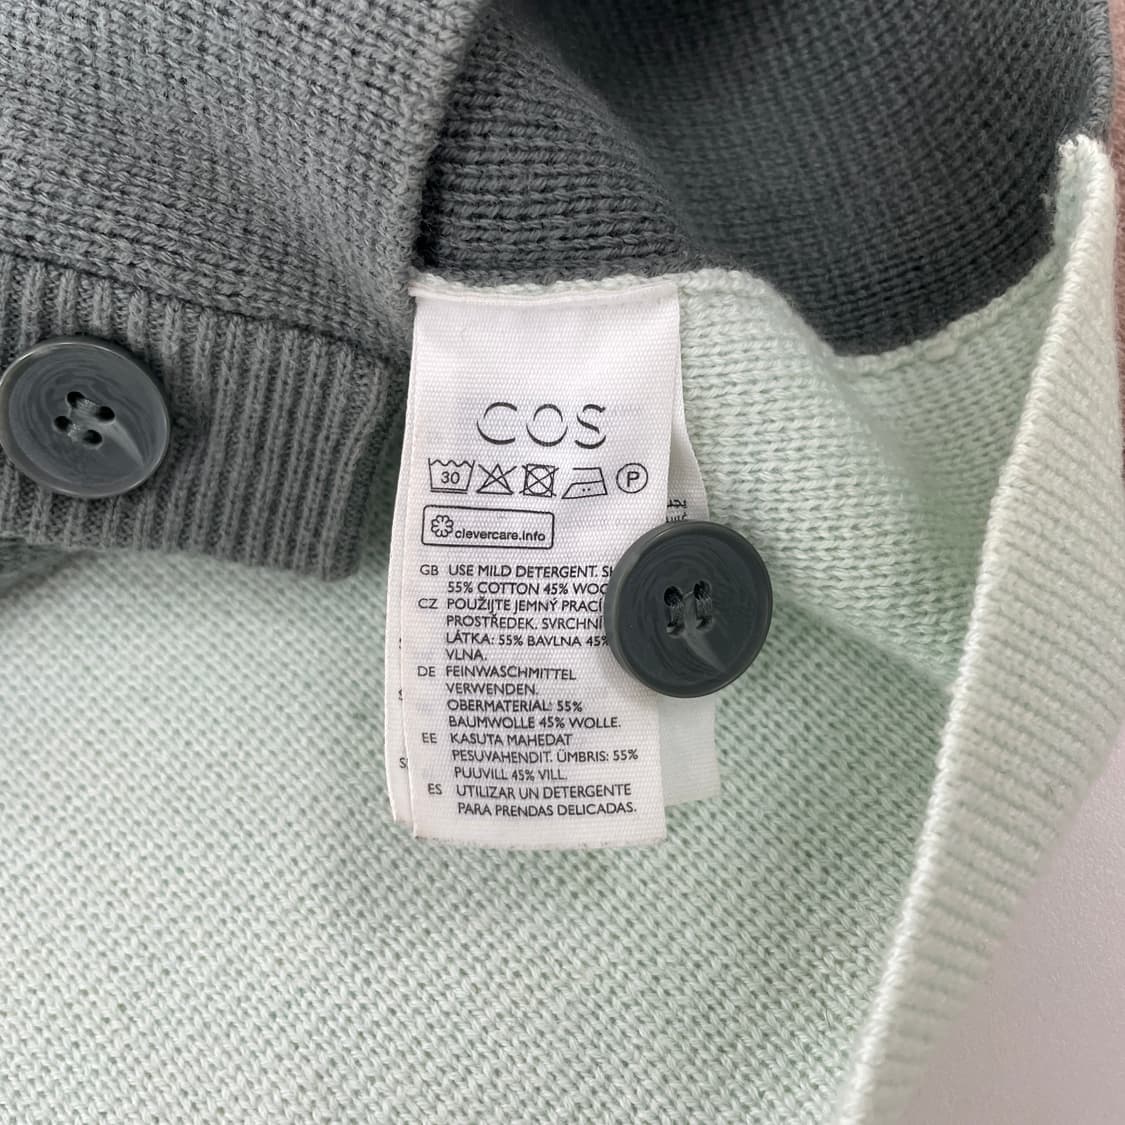 COS
30
P
clevercare.info
GB USE MILD DETERGENT.
55% COTTON 45%
CZ POUŽIJTE JEMNÝ PRACÍ
PROSTŘEDEK. SVRCHNÍ
LÁTKA: 55% BAVLNA 45%
VLNA.
DE FEINWASCHMITTEL
VERWENDEN.
OBERMATERIAL: 55%
BAUMWOLLE 45% WOLLE.
EE KASUTA MAHEDAT
PESUVAHENDIT. ÜMBRIS: 55%
PUUVILL 45% VILL.
ES UTILIZAR UN DETERGENTE
PARA PRENDAS DELICADAS.